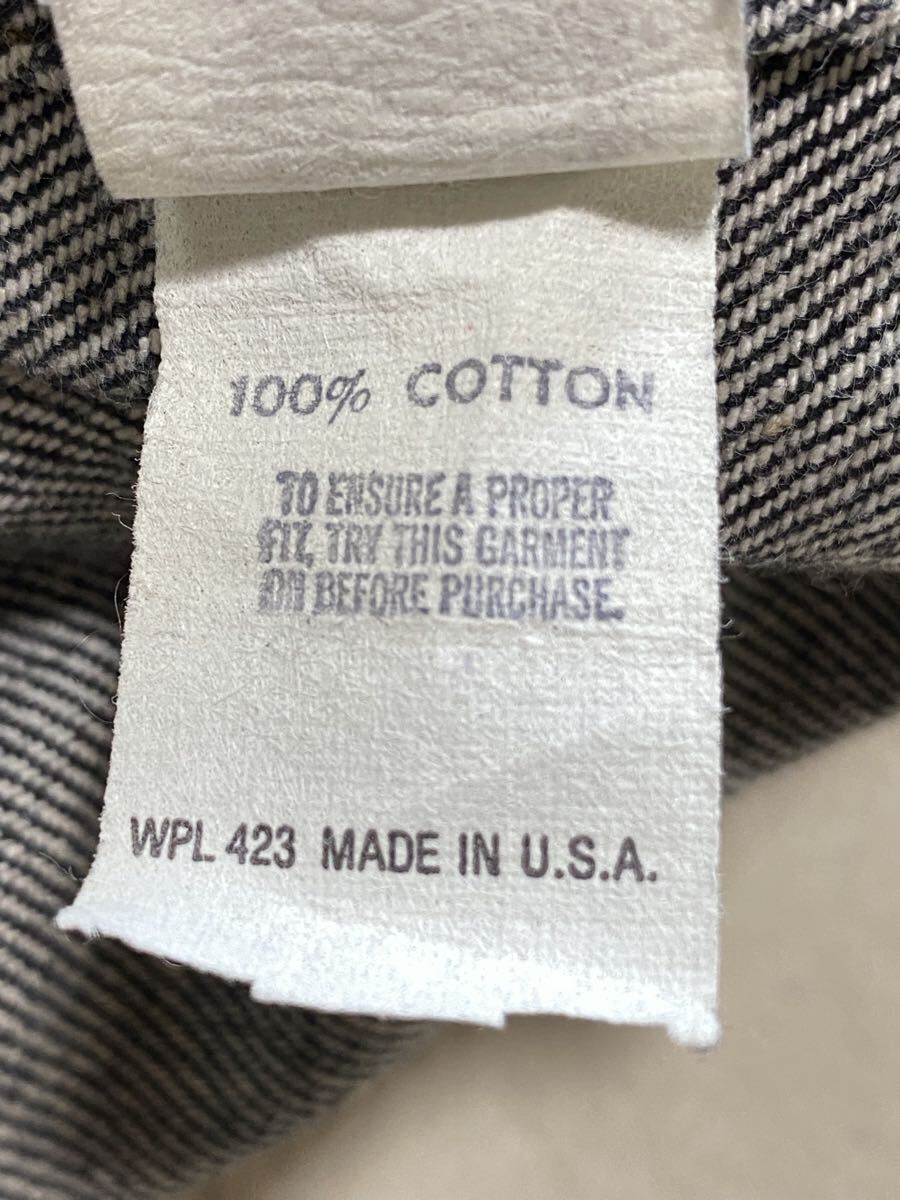 100% COTTON
TO ENSURE A PROPER
FIT, TRY THIS GARMENT
ON BEFORE PURCHASE.
WPL 423 MADE IN U.S.A.